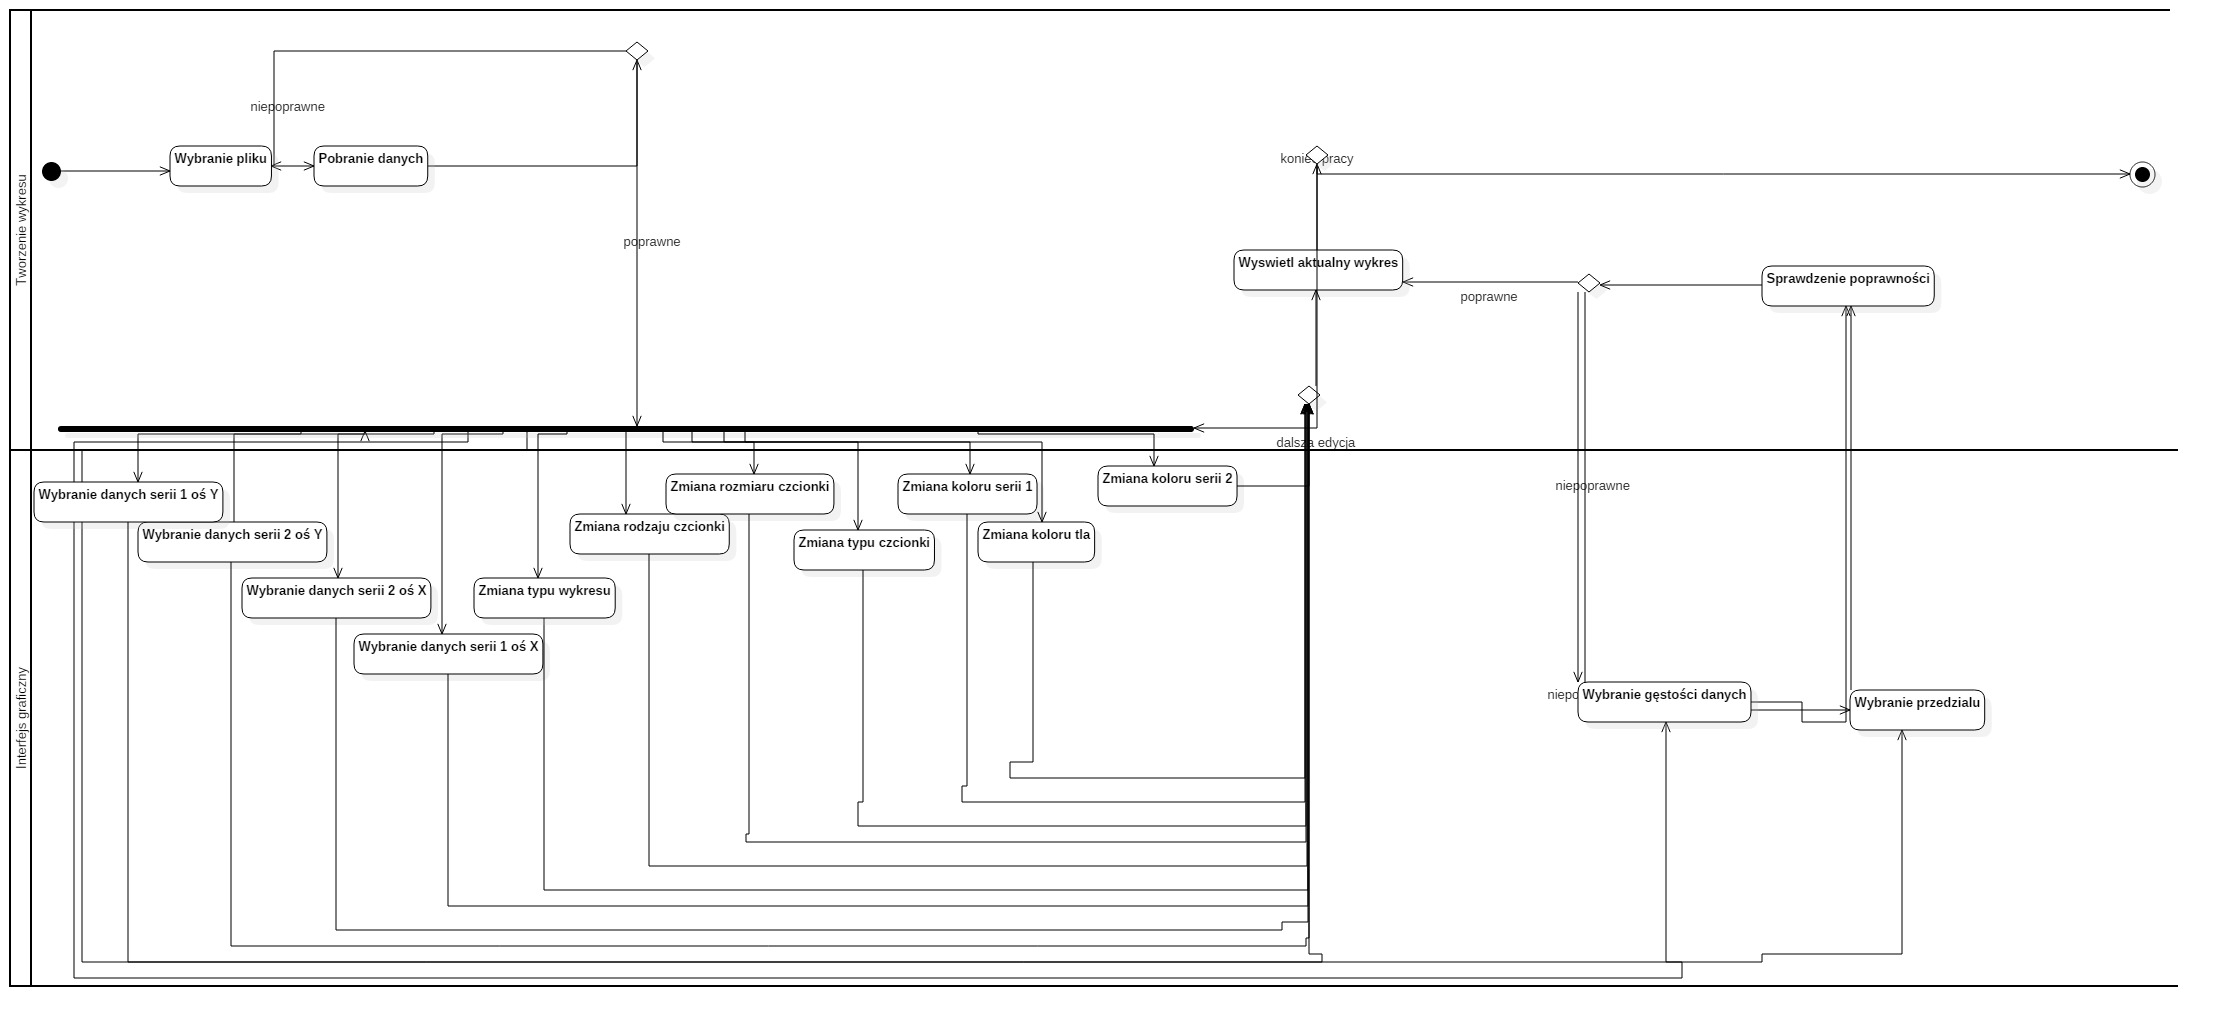 Tworzenie wykresu
niepoprawne
Wybranie pliku
Pobranie danych
poprawne
koniec pracy
Wyswietl aktualny wykres
poprawne
Sprawdzenie poprawności
dalsza edycja
Interfejs graficzny
Wybranie danych serii 1 oś Y
Wybranie danych serii 2 oś Y
Wybranie danych serii 2 oś X
Wybranie danych serii 1 oś X
Zmiana typu wykresu
Zmiana rodzaju czcionki
Zmiana rozmiaru czcionki
Zmiana typu czcionki
Zmiana koloru serii 1
Zmiana koloru tla
Zmiana koloru serii 2
niepoprawne
niepo
Wybranie gęstości danych
Wybranie przedzialu